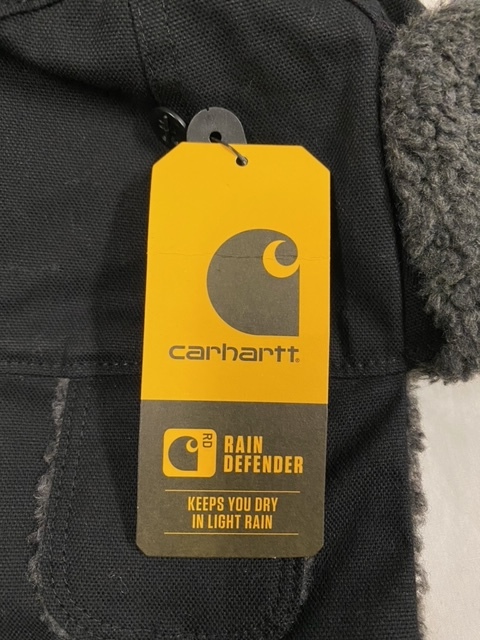 carhartt
RD
RAIN
DEFENDER
KEEPS YOU DRY
IN LIGHT RAIN